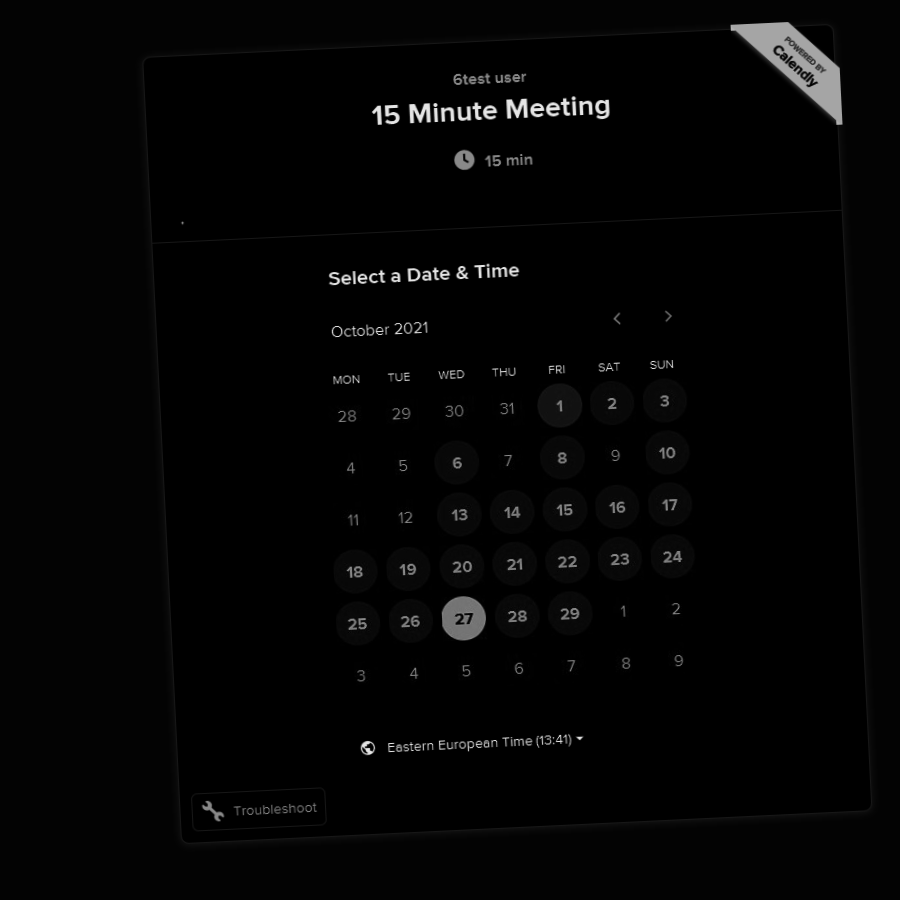 POWERED BY
Calendly
6test user
15 Minute Meeting
15 min
Select a Date & Time
October 2021
MON TUE WED THU FRI SAT SUN
28 29 30 31 1 2 3
4 5 6 7 8 9 10
11 12 13 14 15 16 17
18 19 20 21 22 23 24
25 26 27 28 29 1 2
3 4 5 6 7 8 9
Eastern European Time (13:41)
Troubleshoot